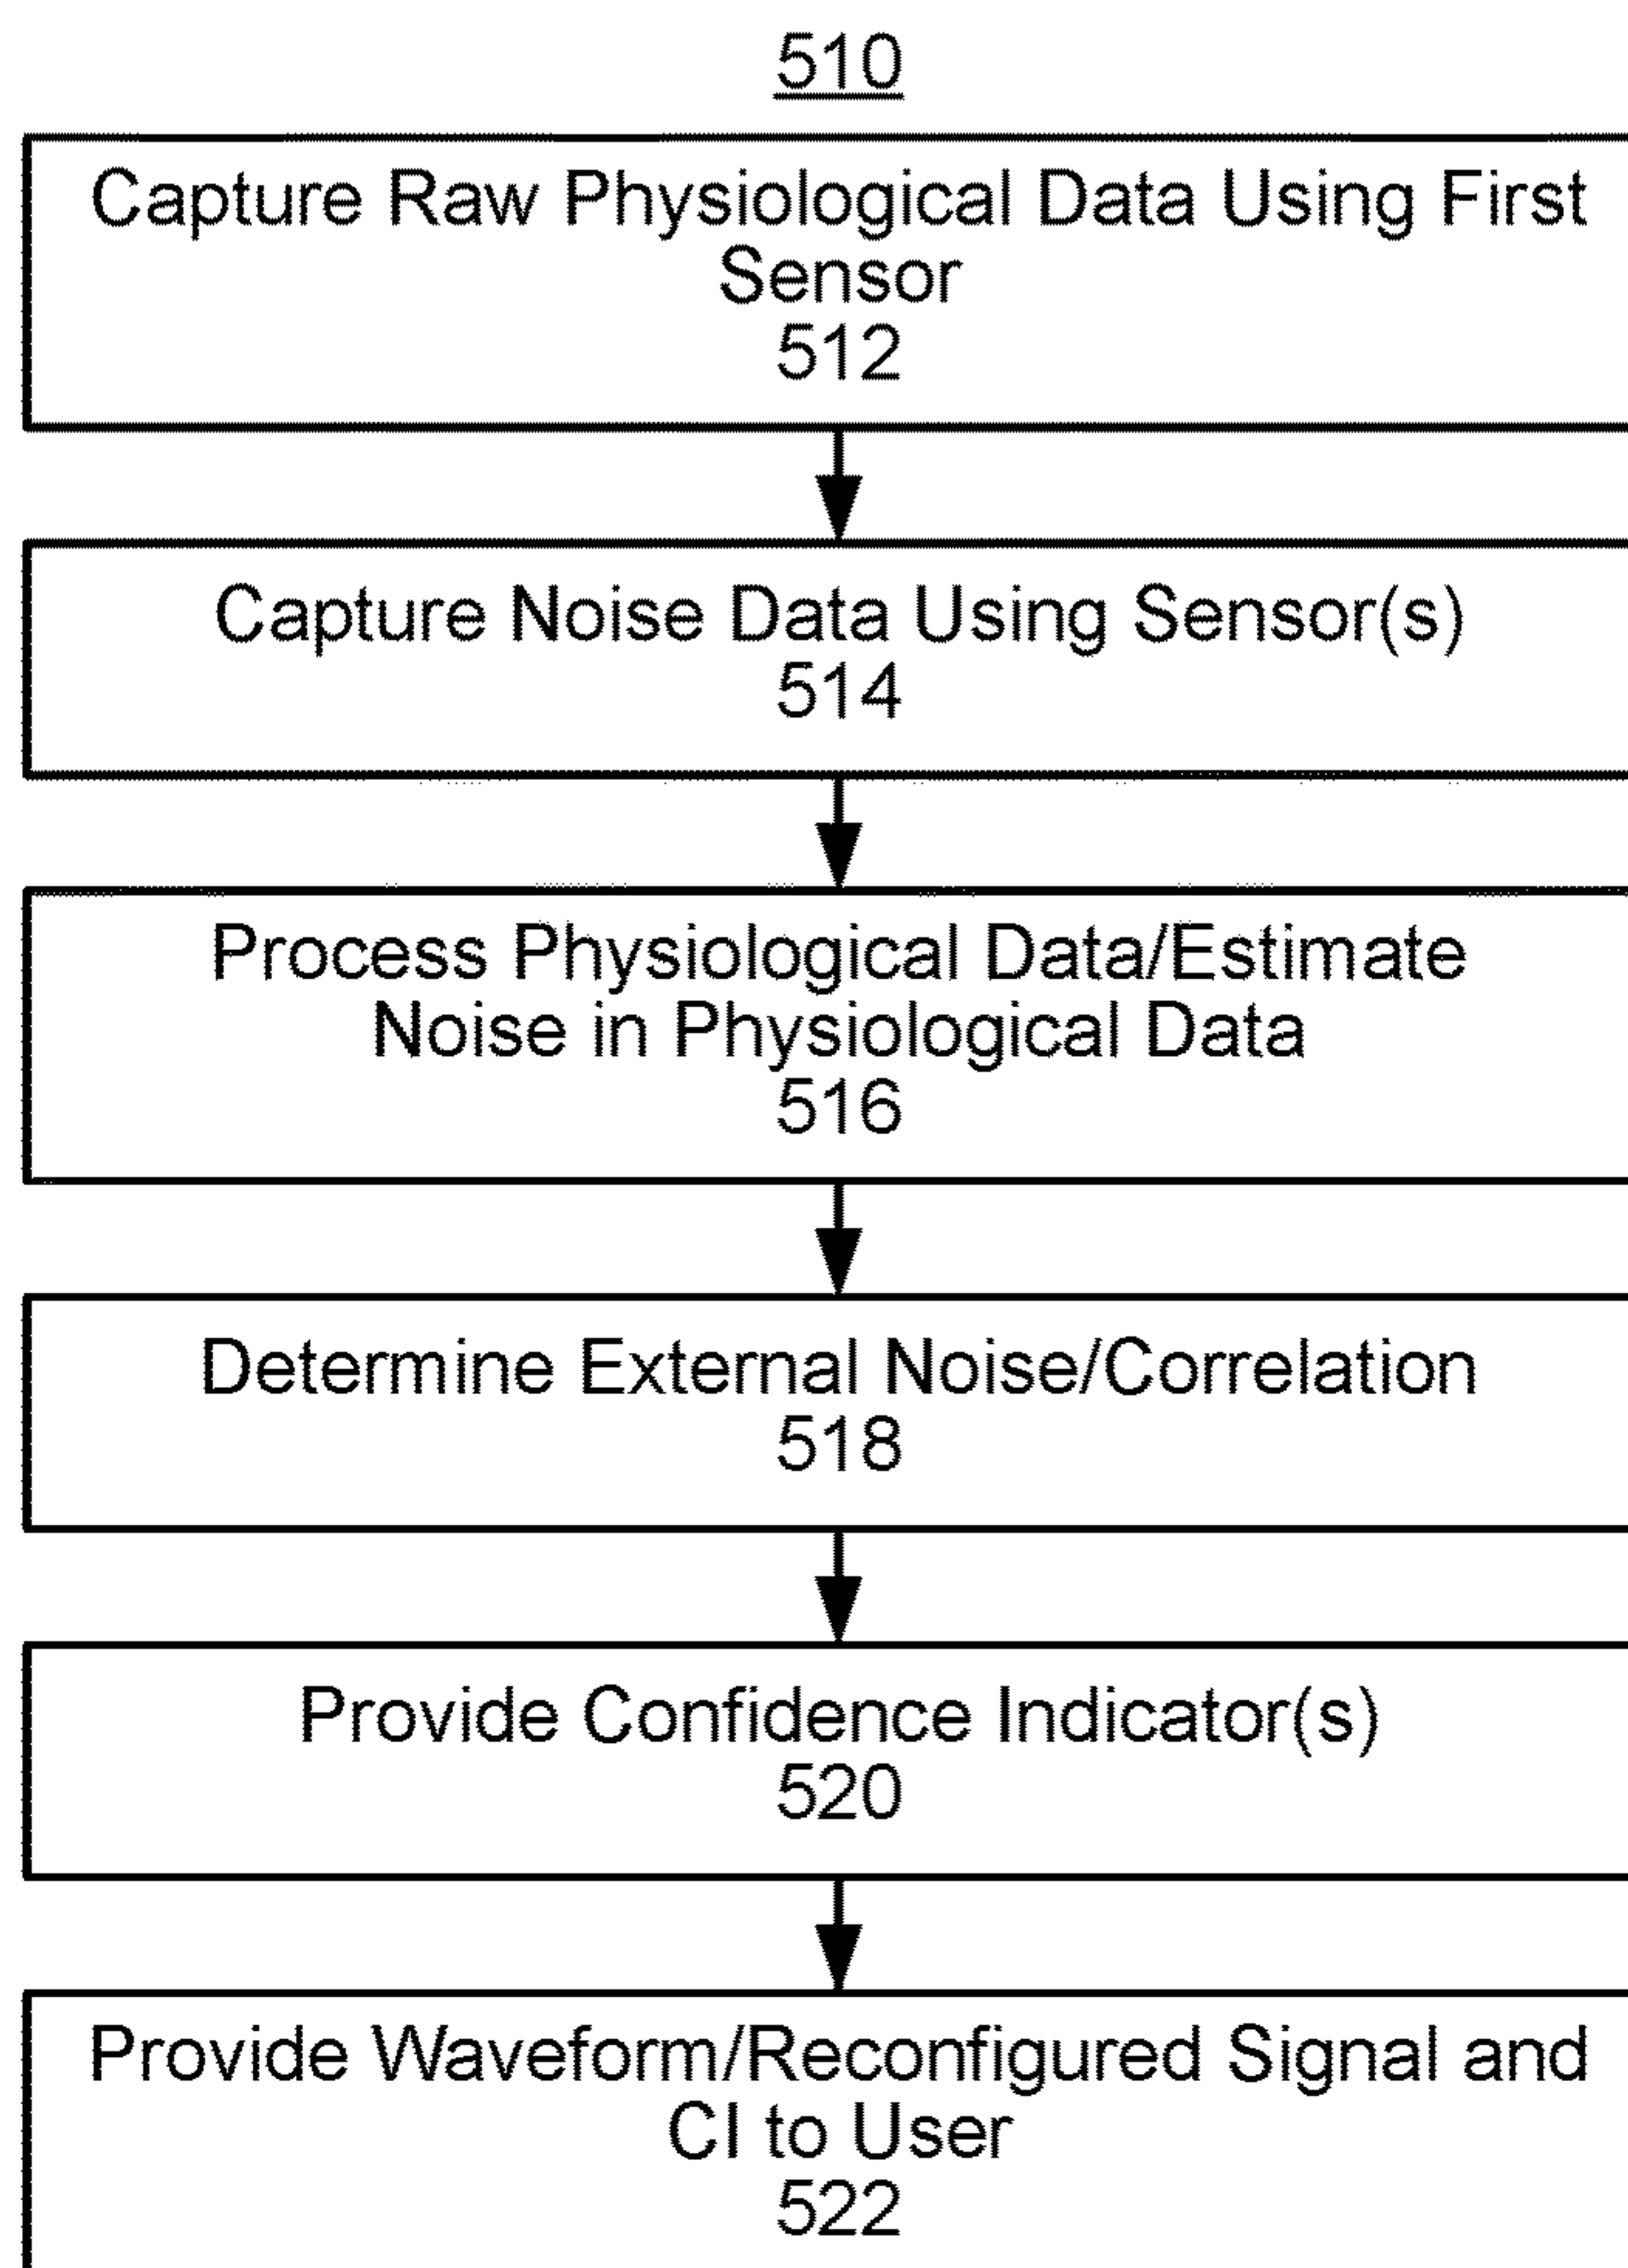 510
Capture Raw Physiological Data Using First
Sensor
512
Capture Noise Data Using Sensor(s)
514
Process Physiological Data/Estimate
Noise in Physiological Data
516
Determine External Noise/Correlation
518
Provide Confidence Indicator(s)
520
Provide Waveform/Reconfigured Signal and
CI to User
522